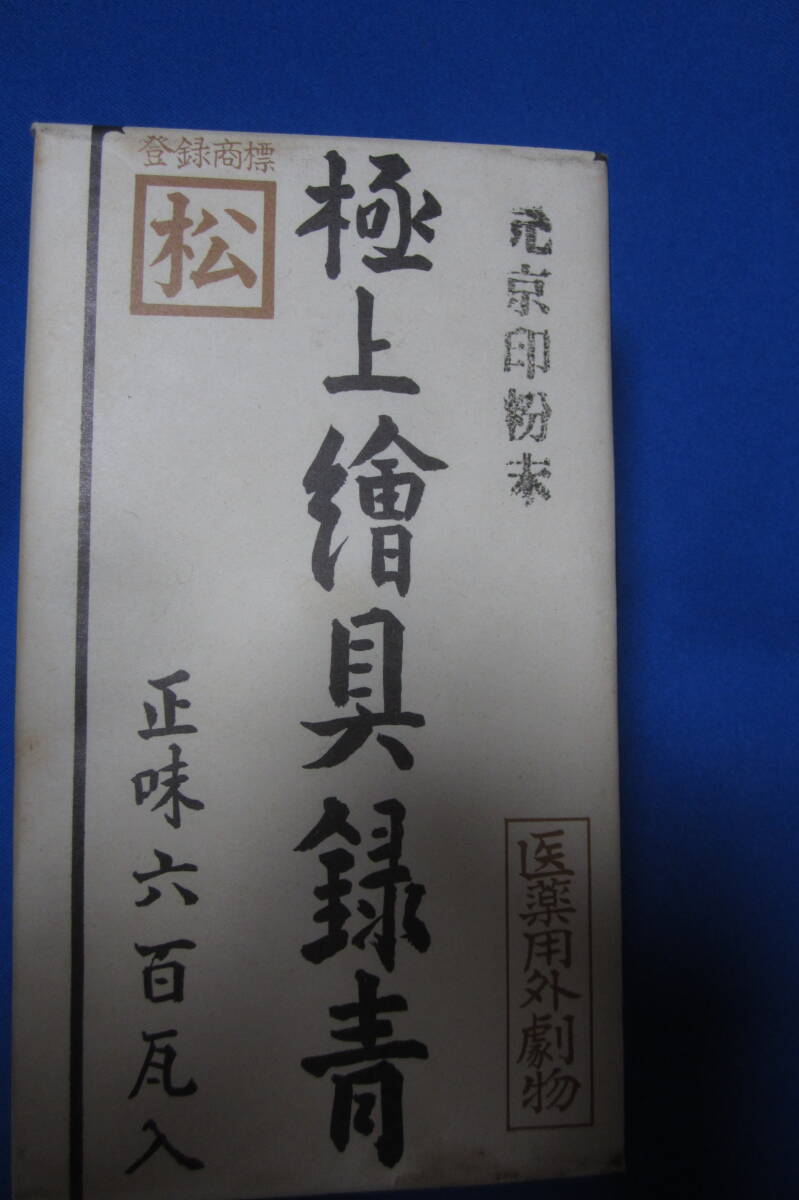 元京印粉末
医薬用外劇物
極上繪具録青
登録商標
松
正味六百瓦入